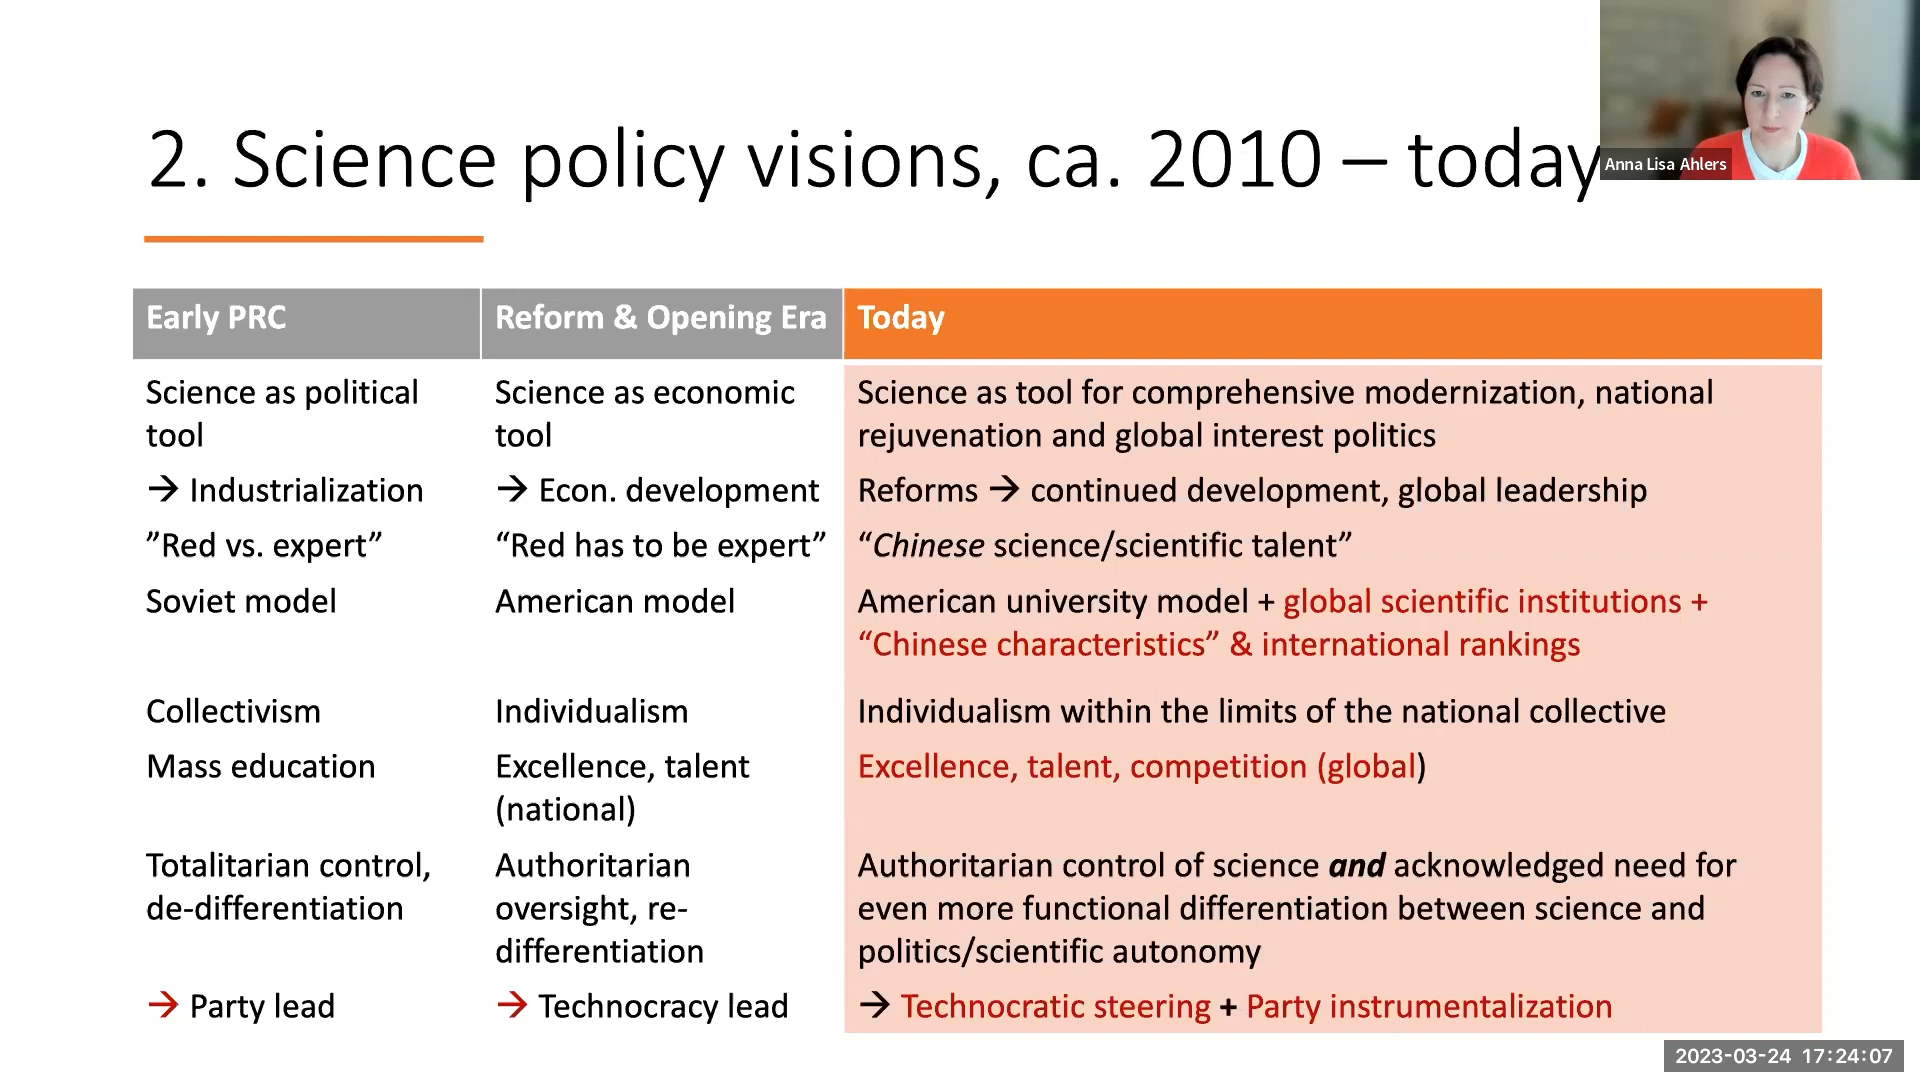 2. Science policy visions, ca. 2010 – today
Anna Lisa Ahlers
Early PRC
Reform & Opening Era
Today
Science as political
tool
Science as economic
tool
Science as tool for comprehensive modernization, national
rejuvenation and global interest politics
→ Industrialization
→ Econ. development
Reforms → continued development, global leadership
”Red vs. expert”
“Red has to be expert”
“Chinese science/scientific talent”
Soviet model
American model
American university model + global scientific institutions +
“Chinese characteristics” & international rankings
Collectivism
Individualism
Individualism within the limits of the national collective
Mass education
Excellence, talent
(national)
Excellence, talent, competition (global)
Totalitarian control,
de-differentiation
Authoritarian
oversight, re-
differentiation
Authoritarian control of science and acknowledged need for
even more functional differentiation between science and
politics/scientific autonomy
→ Party lead
→ Technocracy lead
→ Technocratic steering + Party instrumentalization
2023-03-24 17:24:07